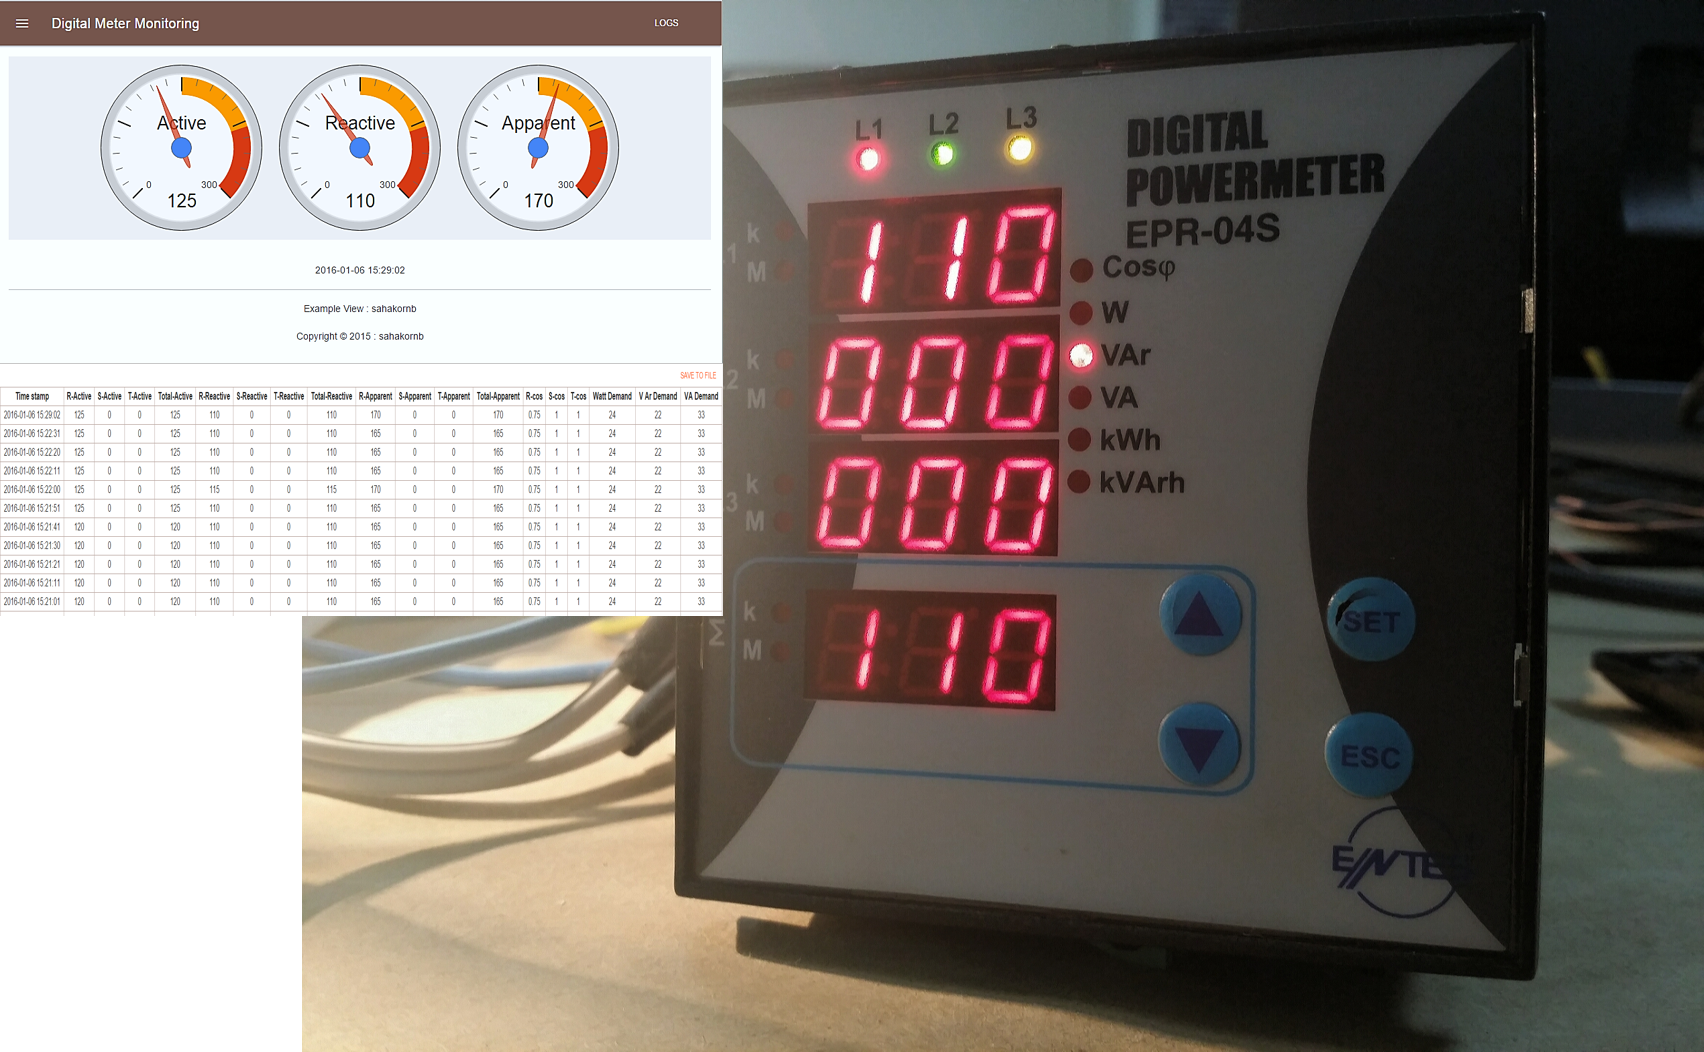 Digital Meter Monitoring
LOGS
Active
0
300
125
Reactive
0
300
110
Apparent
0
300
170
2016-01-06 15:29:02
Example View : sahakornb
Copyright © 2015 : sahakornb
SAVE TO FILE
Time stamp R-Active S-Active T-Active Total-Active R-Reactive S-Reactive T-Reactive Total-Reactive R-Apparent S-Apparent T-Apparent Total-Apparent R-cos S-cos T-cos Watt Demand V Ar Demand VA Demand
2016-01-06 15:29:02 125 0 0 125 110 0 0 110 170 0 0 170 0.75 1 1 24 22 33
2016-01-06 15:22:31 125 0 0 125 110 0 0 110 165 0 0 165 0.75 1 1 24 22 33
2016-01-06 15:22:20 125 0 0 125 110 0 0 110 165 0 0 165 0.75 1 1 24 22 33
2016-01-06 15:22:11 125 0 0 125 110 0 0 110 165 0 0 165 0.75 1 1 24 22 33
2016-01-06 15:22:00 125 0 0 125 115 0 0 115 170 0 0 170 0.75 1 1 24 22 33
2016-01-06 15:21:51 125 0 0 125 110 0 0 110 165 0 0 165 0.75 1 1 24 22 33
2016-01-06 15:21:41 120 0 0 120 110 0 0 110 165 0 0 165 0.75 1 1 24 22 33
2016-01-06 15:21:30 120 0 0 120 110 0 0 110 165 0 0 165 0.75 1 1 24 22 33
2016-01-06 15:21:21 120 0 0 120 110 0 0 110 165 0 0 165 0.75 1 1 24 22 33
2016-01-06 15:21:11 120 0 0 120 110 0 0 110 165 0 0 165 0.75 1 1 24 22 33
2016-01-06 15:21:01 120 0 0 120 110 0 0 110 165 0 0 165 0.75 1 1 24 22 33
L1 L2 L3
DIGITAL
POWERMETER
EPR-04S
k
M
110
k
M
000
k
M
000
Cosφ
W
VAr
VA
kWh
kVArh
k
M
110
SET
ESC